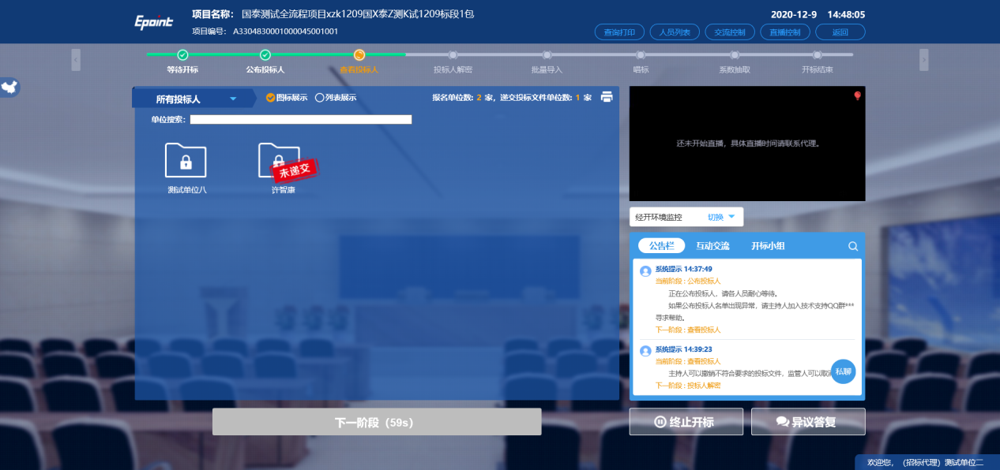 Epoint
项目名称： 国泰测试全流程项目xzk1209国X泰Z测K试1209标段1包
项目编号： A3304830001000045001001
2020-12-9 14:48:05
查询打印 人员列表 交流控制 直播控制 返回
等待开标 公布投标人 查看投标人 投标人解密 批量导入 唱标 系数抽取 开标结束
所有投标人 图标展示 列表展示 报名单位数: 2 家，递交投标文件单位数: 1 家
单位搜索:
未递交
测试单位八 许智康
还未开始直播，具体直播时间请联系代理。
经开环境监控 切换
公告栏 互动交流 开标小组
系统提示 14:37:49
当前阶段 : 公布投标人
正在公布投标人，请各人员耐心等待。
如果公布投标人名单出现异常，请主持人加入技术支持QQ群***
寻求帮助。
下一阶段 : 查看投标人
系统提示 14:39:23
当前阶段 : 查看投标人
主持人可以撤销不符合要求的投标文件，监管人可以取
私聊
下一阶段 : 投标人解密
下一阶段（59s）
终止开标 异议答复
欢迎您，（招标代理）测试单位二